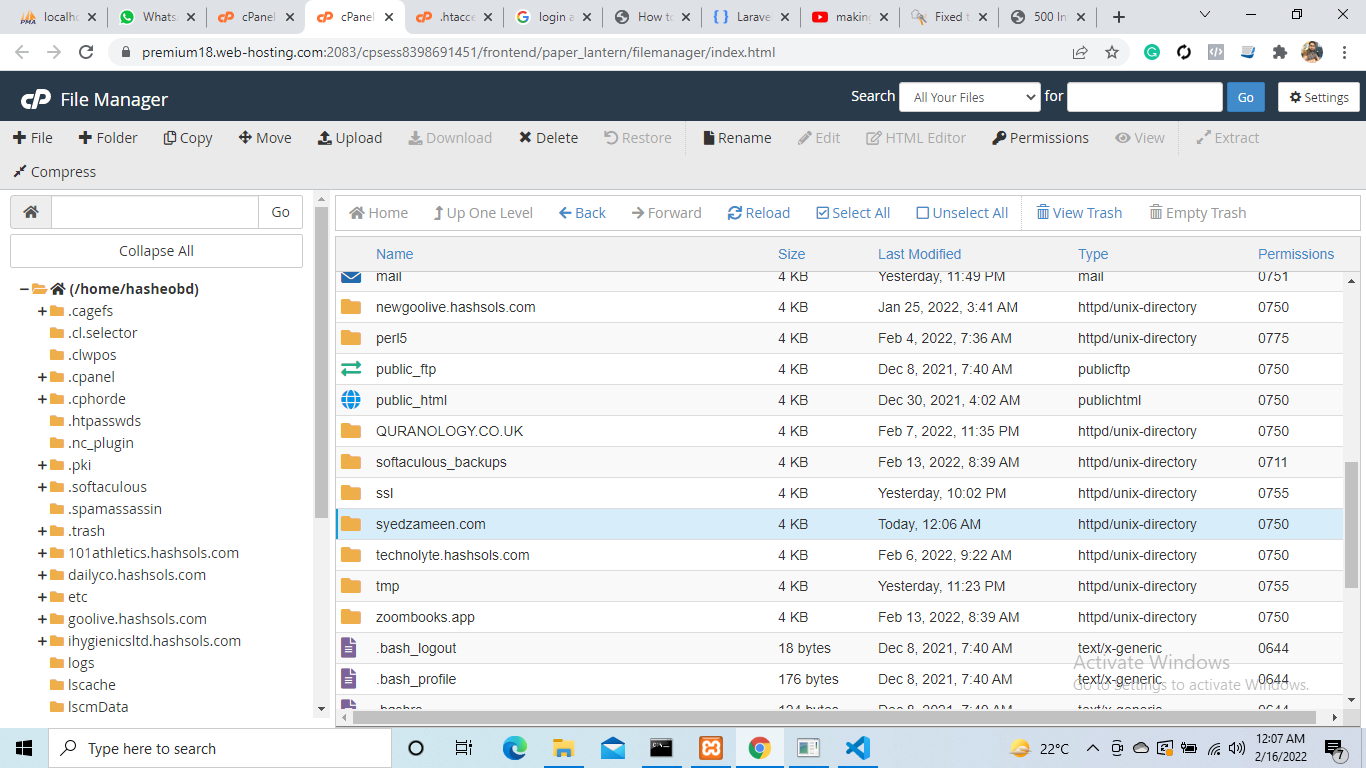 localho
Whats
cPanel
cPanel
.htacce
login a
How to
Larave
making
Fixed t
500 In
premium18.web-hosting.com:2083/cpsess8398691451/frontend/paper_lantern/filemanager/index.html
cP File Manager
Search All Your Files for Go Settings
File Folder Copy Move Upload Download Delete Restore Rename Edit HTML Editor Permissions View Extract
Compress
Go
Collapse All
(/home/hasheobd)
.cagefs
.cl.selector
.clwpos
.cpanel
.cphorde
.htpasswds
.nc_plugin
.pki
.softaculous
.spamassassin
.trash
101athletics.hashsols.com
dailyco.hashsols.com
etc
goolive.hashsols.com
ihygienicsltd.hashsols.com
logs
lscache
lscmData
Home Up One Level Back Forward Reload Select All Unselect All View Trash Empty Trash
Name Size Last Modified Type Permissions
mail 4 KB Yesterday, 11:49 PM mail 0751
newgoolive.hashsols.com 4 KB Jan 25, 2022, 3:41 AM httpd/unix-directory 0750
perl5 4 KB Feb 4, 2022, 7:36 AM httpd/unix-directory 0775
public_ftp 4 KB Dec 8, 2021, 7:40 AM publicftp 0750
public_html 4 KB Dec 30, 2021, 4:02 AM publichtml 0750
QURANOLOGY.CO.UK 4 KB Feb 7, 2022, 11:35 PM httpd/unix-directory 0750
softaculous_backups 4 KB Feb 13, 2022, 8:39 AM httpd/unix-directory 0711
ssl 4 KB Yesterday, 10:02 PM httpd/unix-directory 0755
syedzameen.com 4 KB Today, 12:06 AM httpd/unix-directory 0750
technolyte.hashsols.com 4 KB Feb 6, 2022, 9:22 AM httpd/unix-directory 0750
tmp 4 KB Yesterday, 11:23 PM httpd/unix-directory 0755
zoombooks.app 4 KB Feb 13, 2022, 8:39 AM httpd/unix-directory 0750
.bash_logout 18 bytes Dec 8, 2021, 7:40 AM text/x-generic 0644
.bash_profile 176 bytes Dec 8, 2021, 7:40 AM text/x-generic 0644
Activate Windows
Go to Settings to activate Windows.
Type here to search
22°C
12:07 AM
2/16/2022
7